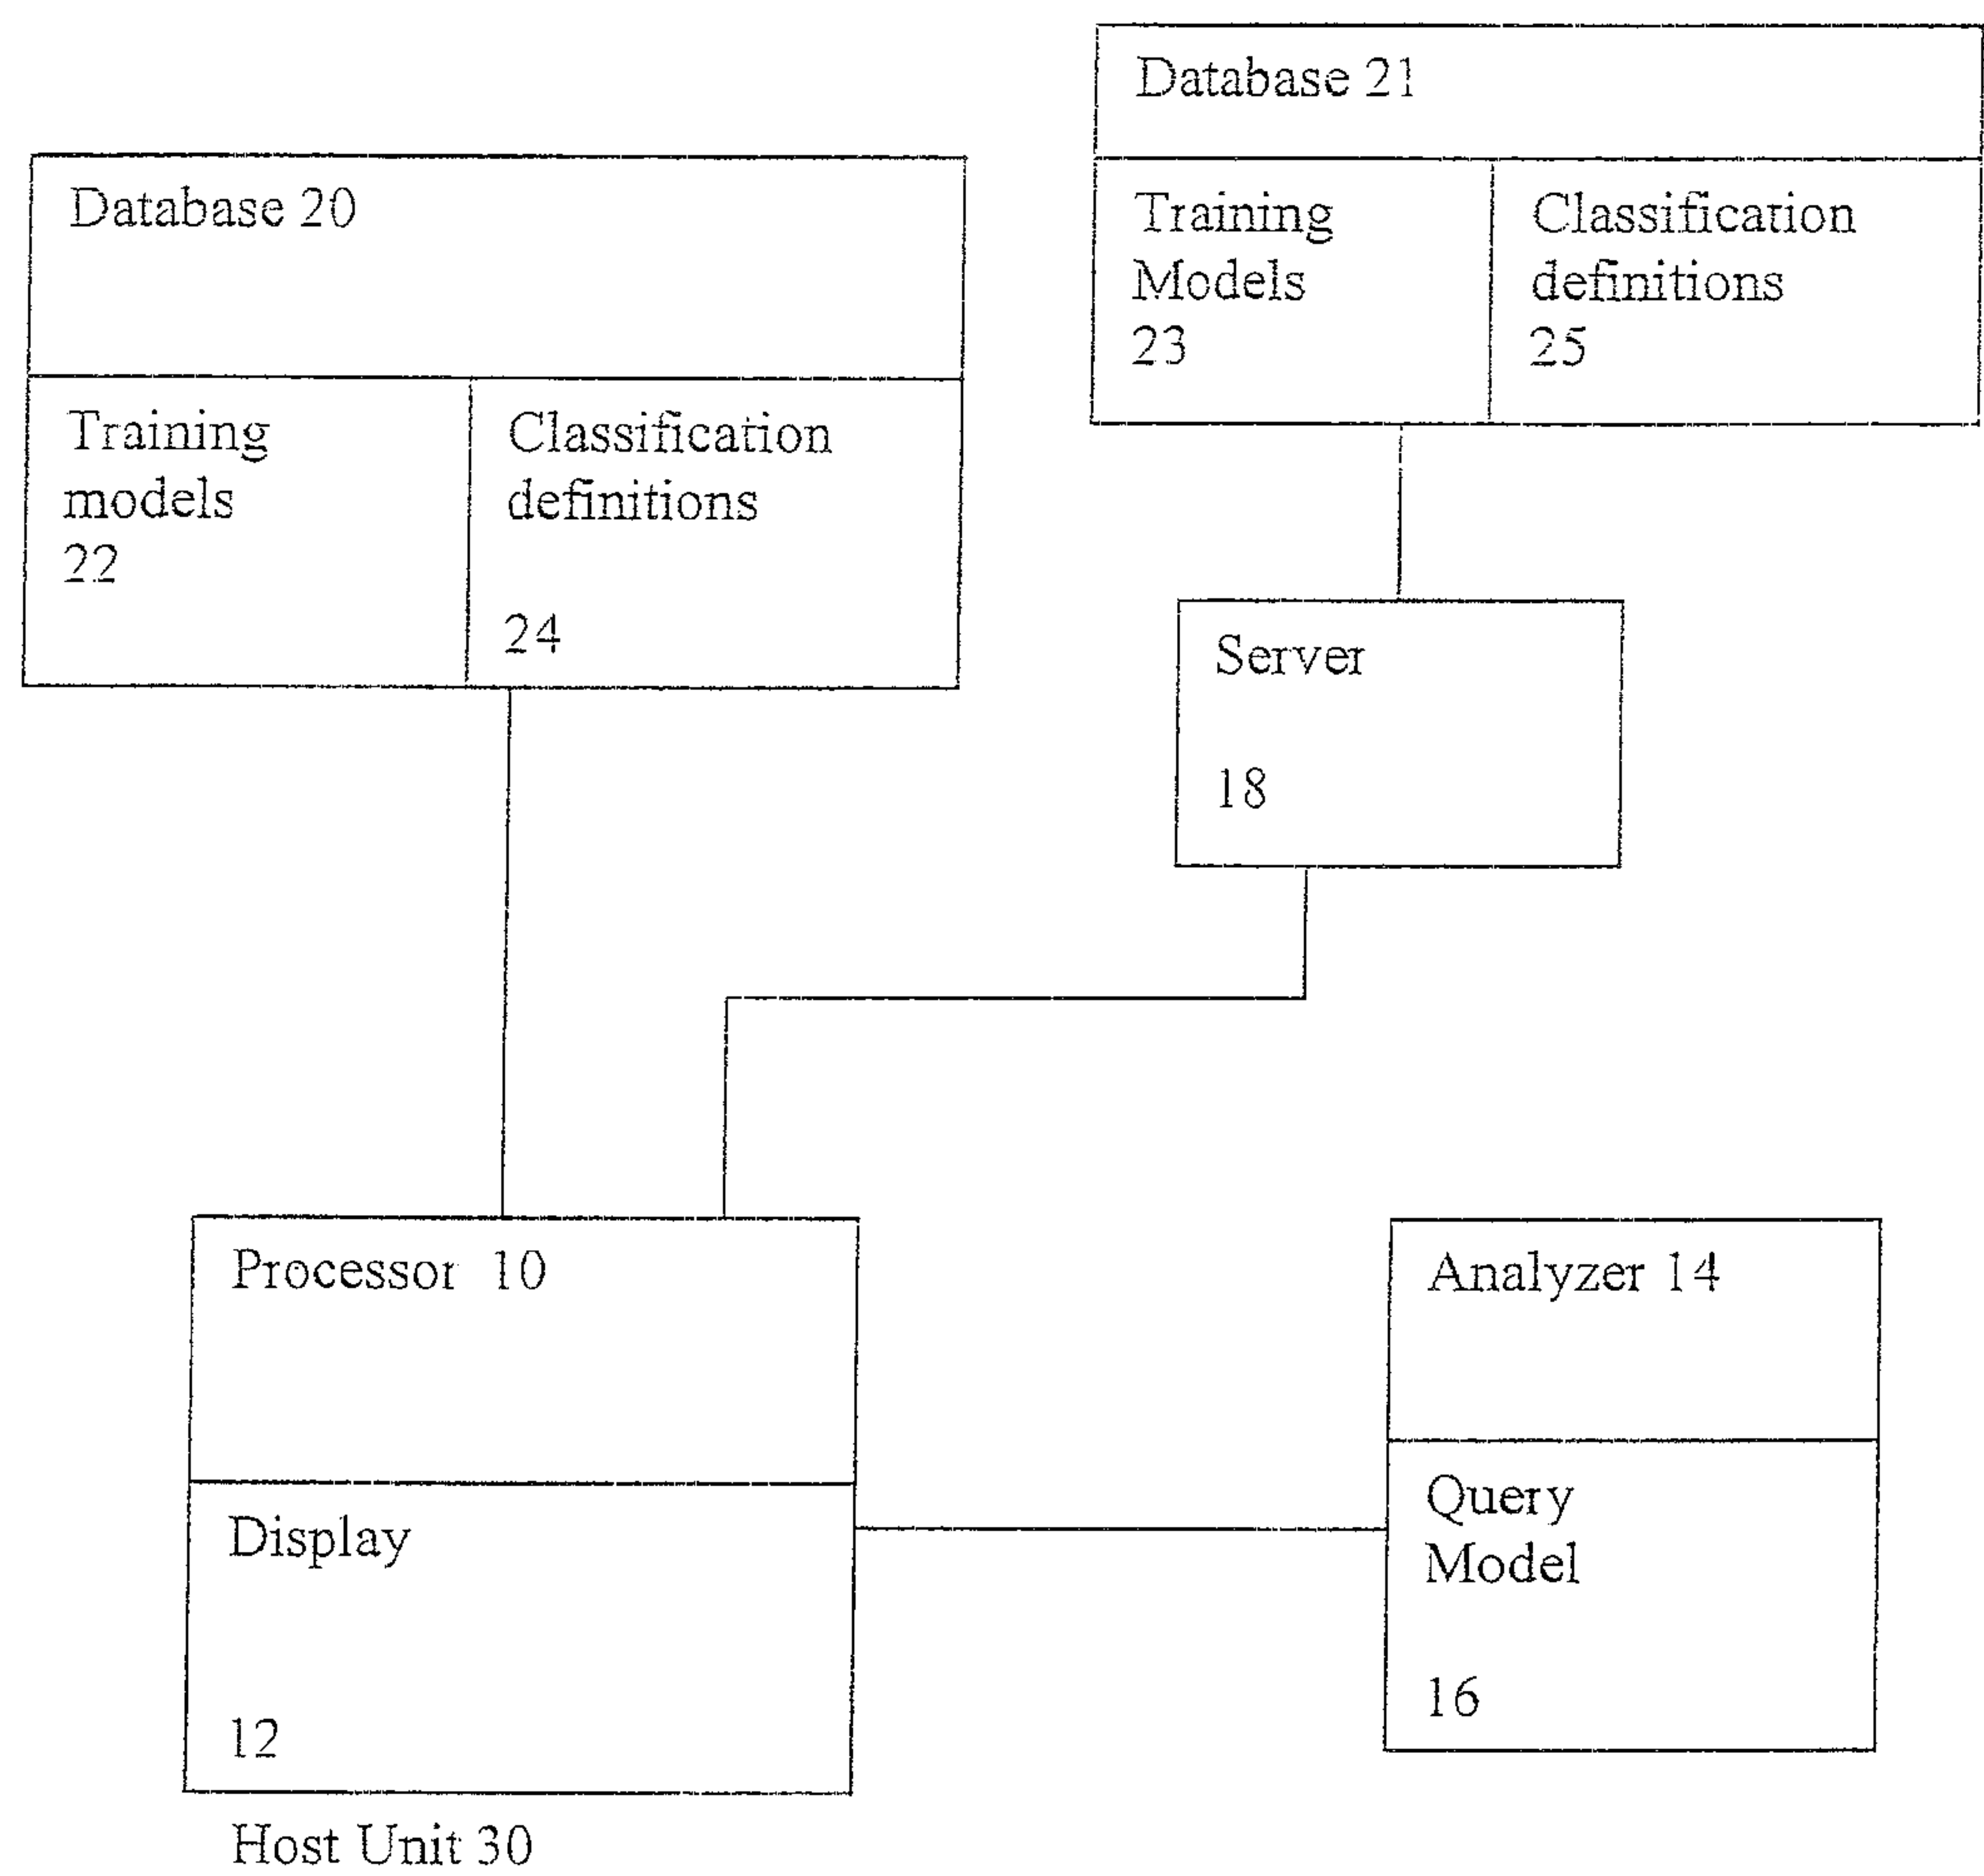 Database 21
Training
Models
23
Classification
definitions
25
Database 20
Training
models
22
Classification
definitions
24
Server
18
Processor 10
Display
12
Host Unit 30
Analyzer 14
Query
Model
16